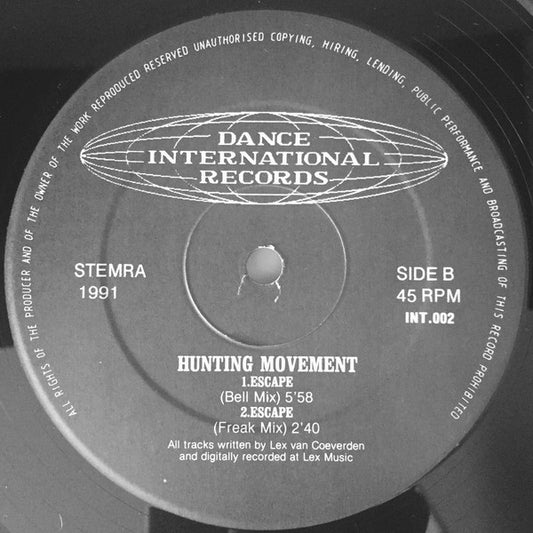 ALL RIGHTS OF THE PRODUCER AND OF THE OWNER OF THE WORK REPRODUCED RESERVED UNAUTHORISED COPYING, HIRING, LENDING, PUBLIC PERFORMANCE AND BROADCASTING OF THIS RECORD PROHIBITED
DANCE
INTERNATIONAL
RECORDS
STEMRA
1991
SIDE B
45 RPM
INT.002
HUNTING MOVEMENT
1.ESCAPE
(Bell Mix) 5'58
2.ESCAPE
(Freak Mix) 2'40
All tracks written by Lex van Coeverden
and digitally recorded at Lex Music